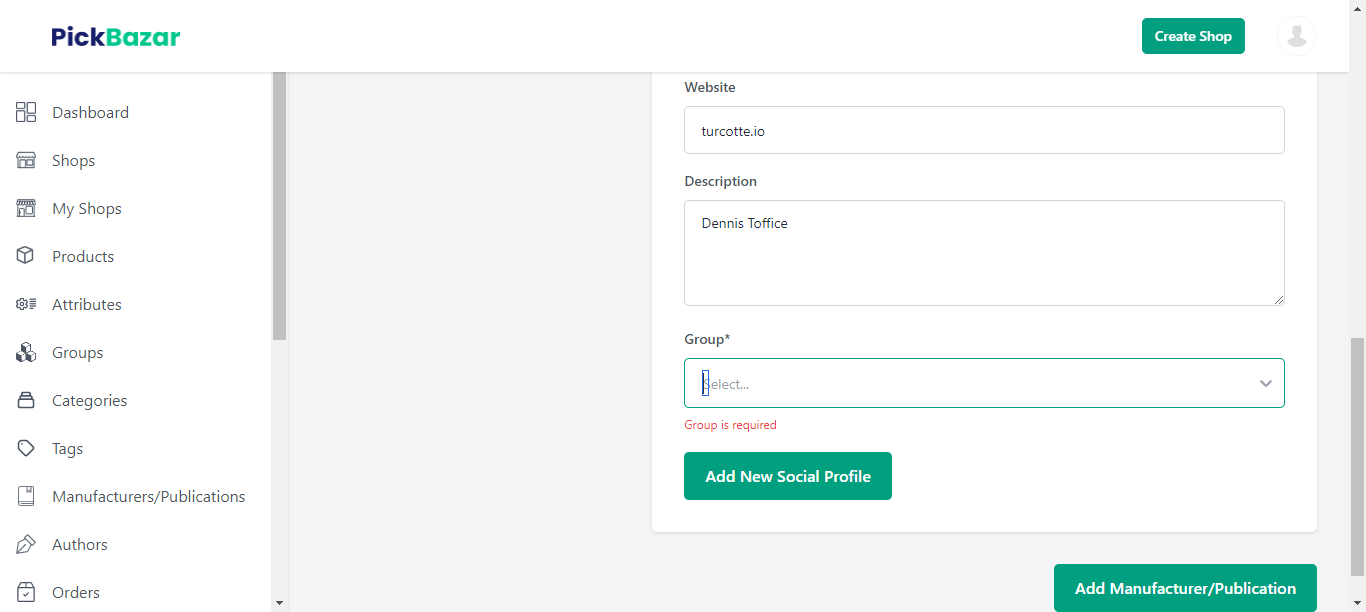 PickBazar
Create Shop
Dashboard
Shops
My Shops
Products
Attributes
Groups
Categories
Tags
Manufacturers/Publications
Authors
Orders
Website
turcotte.io
Description
Dennis Toffice
Group*
Select...
Group is required
Add New Social Profile
Add Manufacturer/Publication